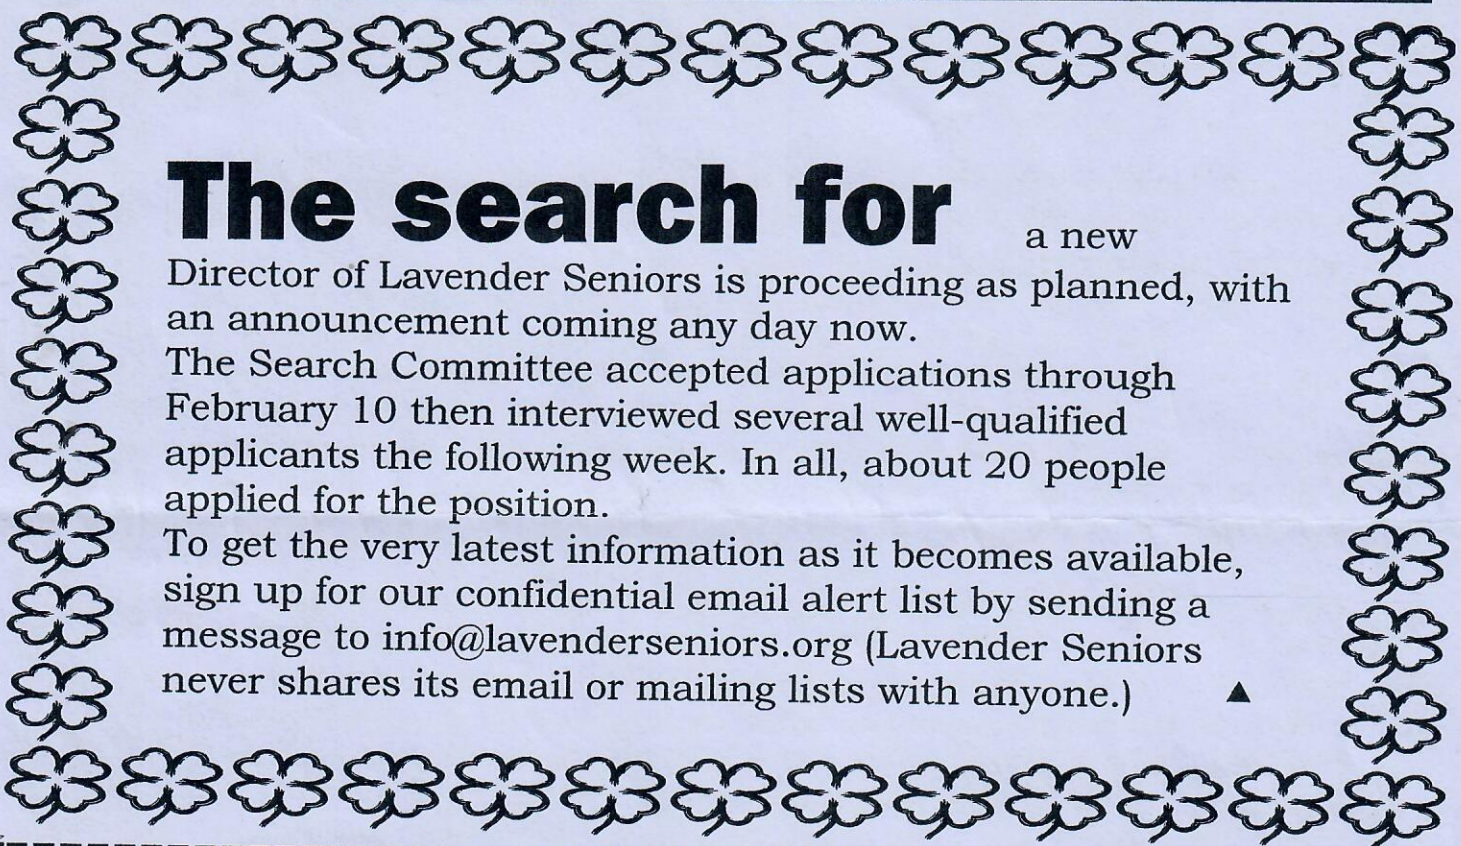 The search for a new
Director of Lavender Seniors is proceeding as planned, with
an announcement coming any day now.
The Search Committee accepted applications through
February 10 then interviewed several well-qualified
applicants the following week. In all, about 20 people
applied for the position.
To get the very latest information as it becomes available,
sign up for our confidential email alert list by sending a
message to info@lavenderseniors.org (Lavender Seniors
never shares its email or mailing lists with anyone.) ▲